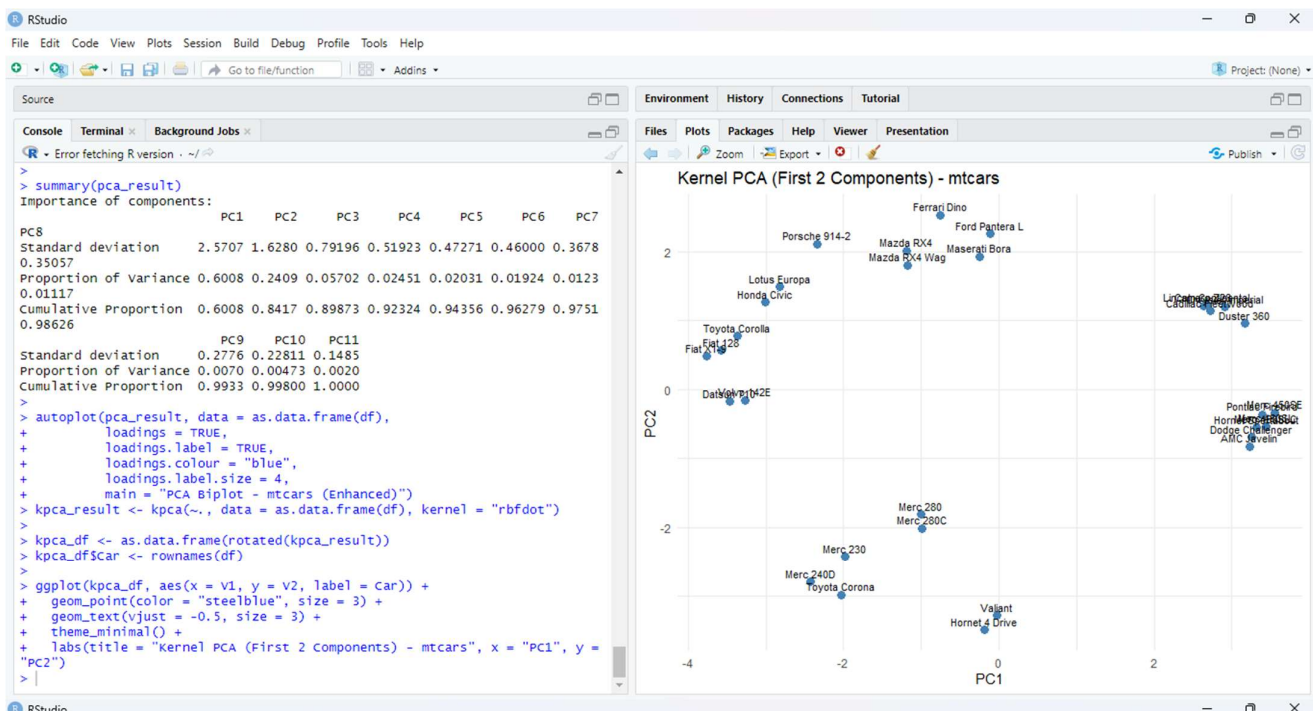 RStudio
File Edit Code View Plots Session Build Debug Profile Tools Help
Go to file/function Addins Project: (None)
Source
Console Terminal Background Jobs
R Error fetching R version · ~/
>
> summary(pca_result)
Importance of components:
PC1 PC2 PC3 PC4 PC5 PC6 PC7
PC8
Standard deviation 2.5707 1.6280 0.79196 0.51923 0.47271 0.46000 0.3678
0.35057
Proportion of Variance 0.6008 0.2409 0.05702 0.02451 0.02031 0.01924 0.0123
0.01117
Cumulative Proportion 0.6008 0.8417 0.89873 0.92324 0.94356 0.96279 0.9751
0.98626
PC9 PC10 PC11
Standard deviation 0.2776 0.22811 0.1485
Proportion of Variance 0.0070 0.00473 0.0020
Cumulative Proportion 0.9933 0.99800 1.0000
>
> autoplot(pca_result, data = as.data.frame(df),
+ loadings = TRUE,
+ loadings.label = TRUE,
+ loadings.colour = "blue",
+ loadings.label.size = 4,
+ main = "PCA Biplot - mtcars (Enhanced)")
> kpca_result <- kpca(~., data = as.data.frame(df), kernel = "rbfdot")
>
> kpca_df <- as.data.frame(rotated(kpca_result))
> kpca_df$Car <- rownames(df)
>
> ggplot(kpca_df, aes(x = V1, y = V2, label = Car)) +
+ geom_point(color = "steelblue", size = 3) +
+ geom_text(vjust = -0.5, size = 3) +
+ theme_minimal() +
+ labs(title = "Kernel PCA (First 2 Components) - mtcars", x = "PC1", y =
"PC2")
>
Environment History Connections Tutorial
Files Plots Packages Help Viewer Presentation
Zoom Export Publish
Kernel PCA (First 2 Components) - mtcars
Ferrari Dino
Ford Pantera L
Porsche 914-2
Mazda RX4
Maserati Bora
Mazda RX4 Wag
2
Lotus Europa
Honda Civic
Duster 360
Toyota Corolla
Fiat 128
Fiat X1-9
0
Datsun 710
Volvo 142E
Dodge Challenger
AMC Javelin
PC2
Merc 280
Merc 280C
-2
Merc 230
Merc 240D
Toyota Corona
Valiant
Hornet 4 Drive
-4 -2 0 2
PC1
RStudio